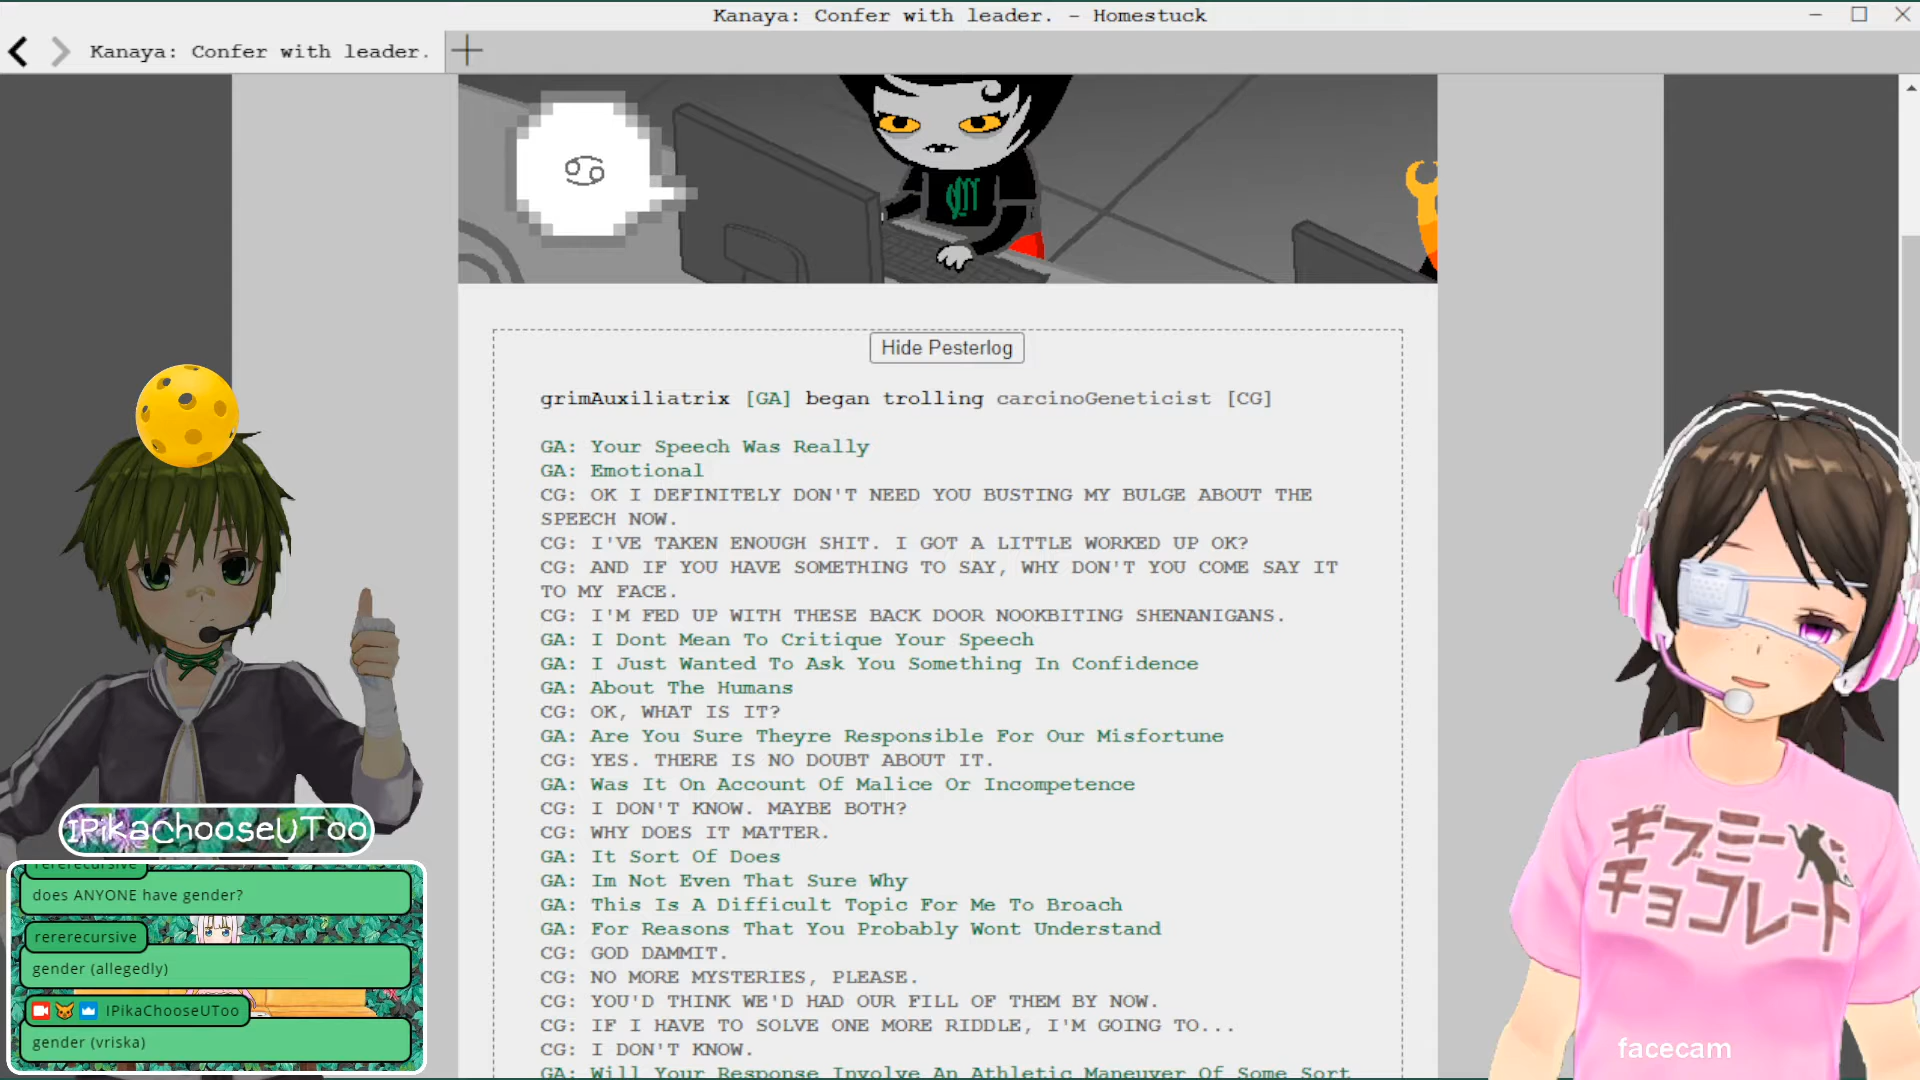 Kanaya: Confer with leader. - Homestuck
Kanaya: Confer with leader.
Hide Pesterlog
grimAuxiliatrix [GA] began trolling carcinoGeneticist [CG]
GA: Your Speech Was Really
GA: Emotional
CG: OK I DEFINITELY DON'T NEED YOU BUSTING MY BULGE ABOUT THE
SPEECH NOW.
CG: I'VE TAKEN ENOUGH SHIT. I GOT A LITTLE WORKED UP OK?
CG: AND IF YOU HAVE SOMETHING TO SAY, WHY DON'T YOU COME SAY IT
TO MY FACE.
CG: I'M FED UP WITH THESE BACK DOOR NOOKBITING SHENANIGANS.
GA: I Dont Mean To Critique Your Speech
GA: I Just Wanted To Ask You Something In Confidence
GA: About The Humans
CG: OK, WHAT IS IT?
GA: Are You Sure Theyre Responsible For Our Misfortune
CG: YES. THERE IS NO DOUBT ABOUT IT.
GA: Was It On Account Of Malice Or Incompetence
CG: I DON'T KNOW. MAYBE BOTH?
CG: WHY DOES IT MATTER.
GA: It Sort Of Does
GA: Im Not Even That Sure Why
GA: This Is A Difficult Topic For Me To Broach
GA: For Reasons That You Probably Wont Understand
CG: GOD DAMMIT.
CG: NO MORE MYSTERIES, PLEASE.
CG: YOU'D THINK WE'D HAD OUR FILL OF THEM BY NOW.
CG: IF I HAVE TO SOLVE ONE MORE RIDDLE, I'M GOING TO...
CG: I DON'T KNOW.
GA: Will Your Response Involve An Athletic Maneuver Of Some Sort
IPikachooseUToo
rererecursive
does ANYONE have gender?
rererecursive
gender (allegedly)
IPikaChooseUToo
gender (vriska)
ギブミー
チョコレート
facecam